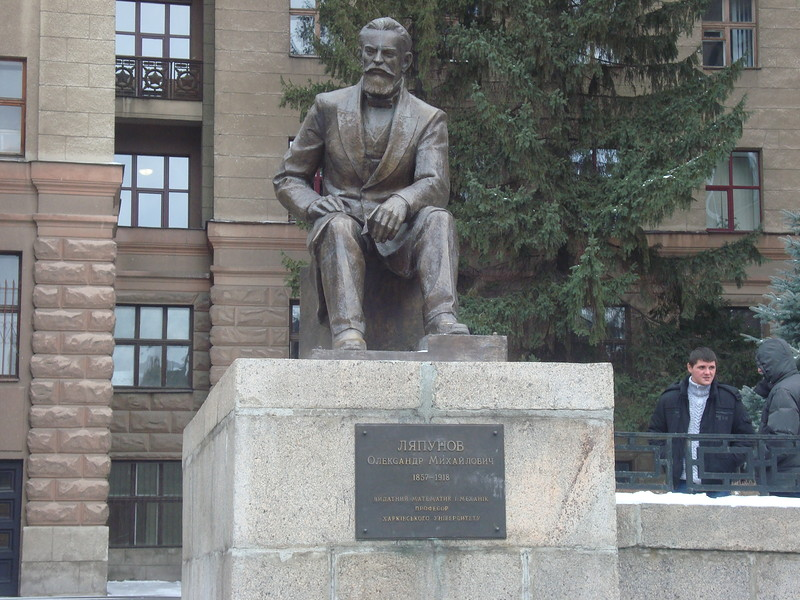 ЛЯПУНОВ
Олександр Михайлович
1857–1918
ВИДАТНИЙ МАТЕМАТИК І МЕХАНІК
ПРОФЕСОР
ХАРКІВСЬКОГО УНІВЕРСИТЕТУ